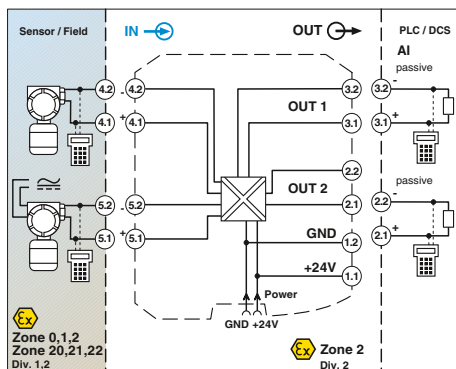 Sensor / Field
IN
OUT
PLC / DCS
AI
passive
4.2 - 4.2
3.2
3.2 -
OUT 1
4.1 + 4.1
3.1
3.1 +
2.2
passive
OUT 2
5.2 - 5.2
2.1
2.2 -
GND
5.1 + 5.1
1.2
2.1 +
+24V
1.1
Power
GND +24V
Ex
Zone 0,1,2
Zone 20,21,22
Div. 1,2
Ex
Zone 2
Div. 2